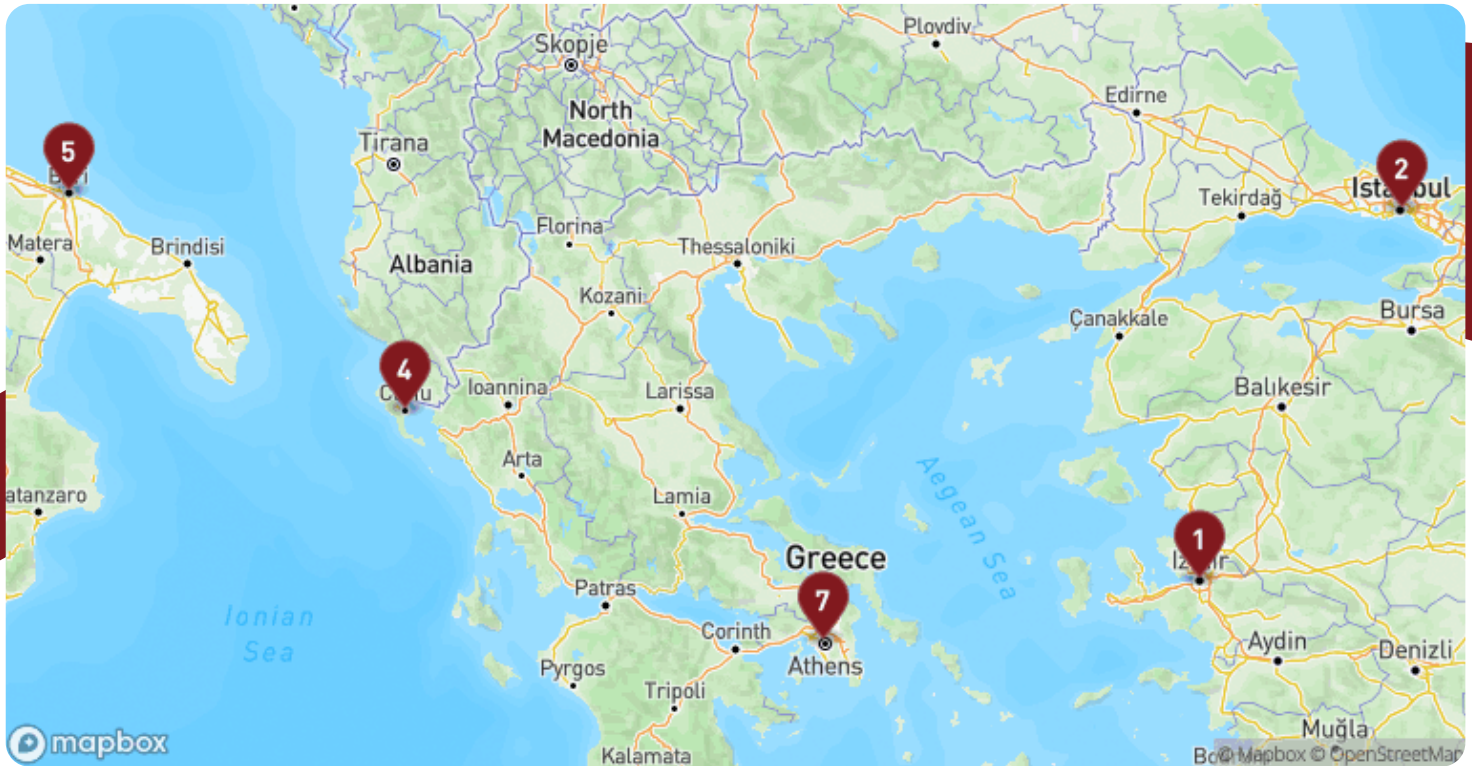 Plovdiv
Skopje
Edirne
North
Macedonia
Tirana
5
2
Istanbul
Tekirdağ
Matera
Brindisi
Florina
Thessaloniki
Albania
Kozani
Çanakkale
Bursa
4
Ioannina
Larissa
Balıkesir
Arta
Aegean Sea
atanzaro
Lamia
1
Izmir
Greece
7
Patras
Ionian
Sea
Corinth
Athens
Aydin
Denizli
Pyrgos
Tripoli
Muğla
mapbox
Kalamata
© Mapbox © OpenStreetMap